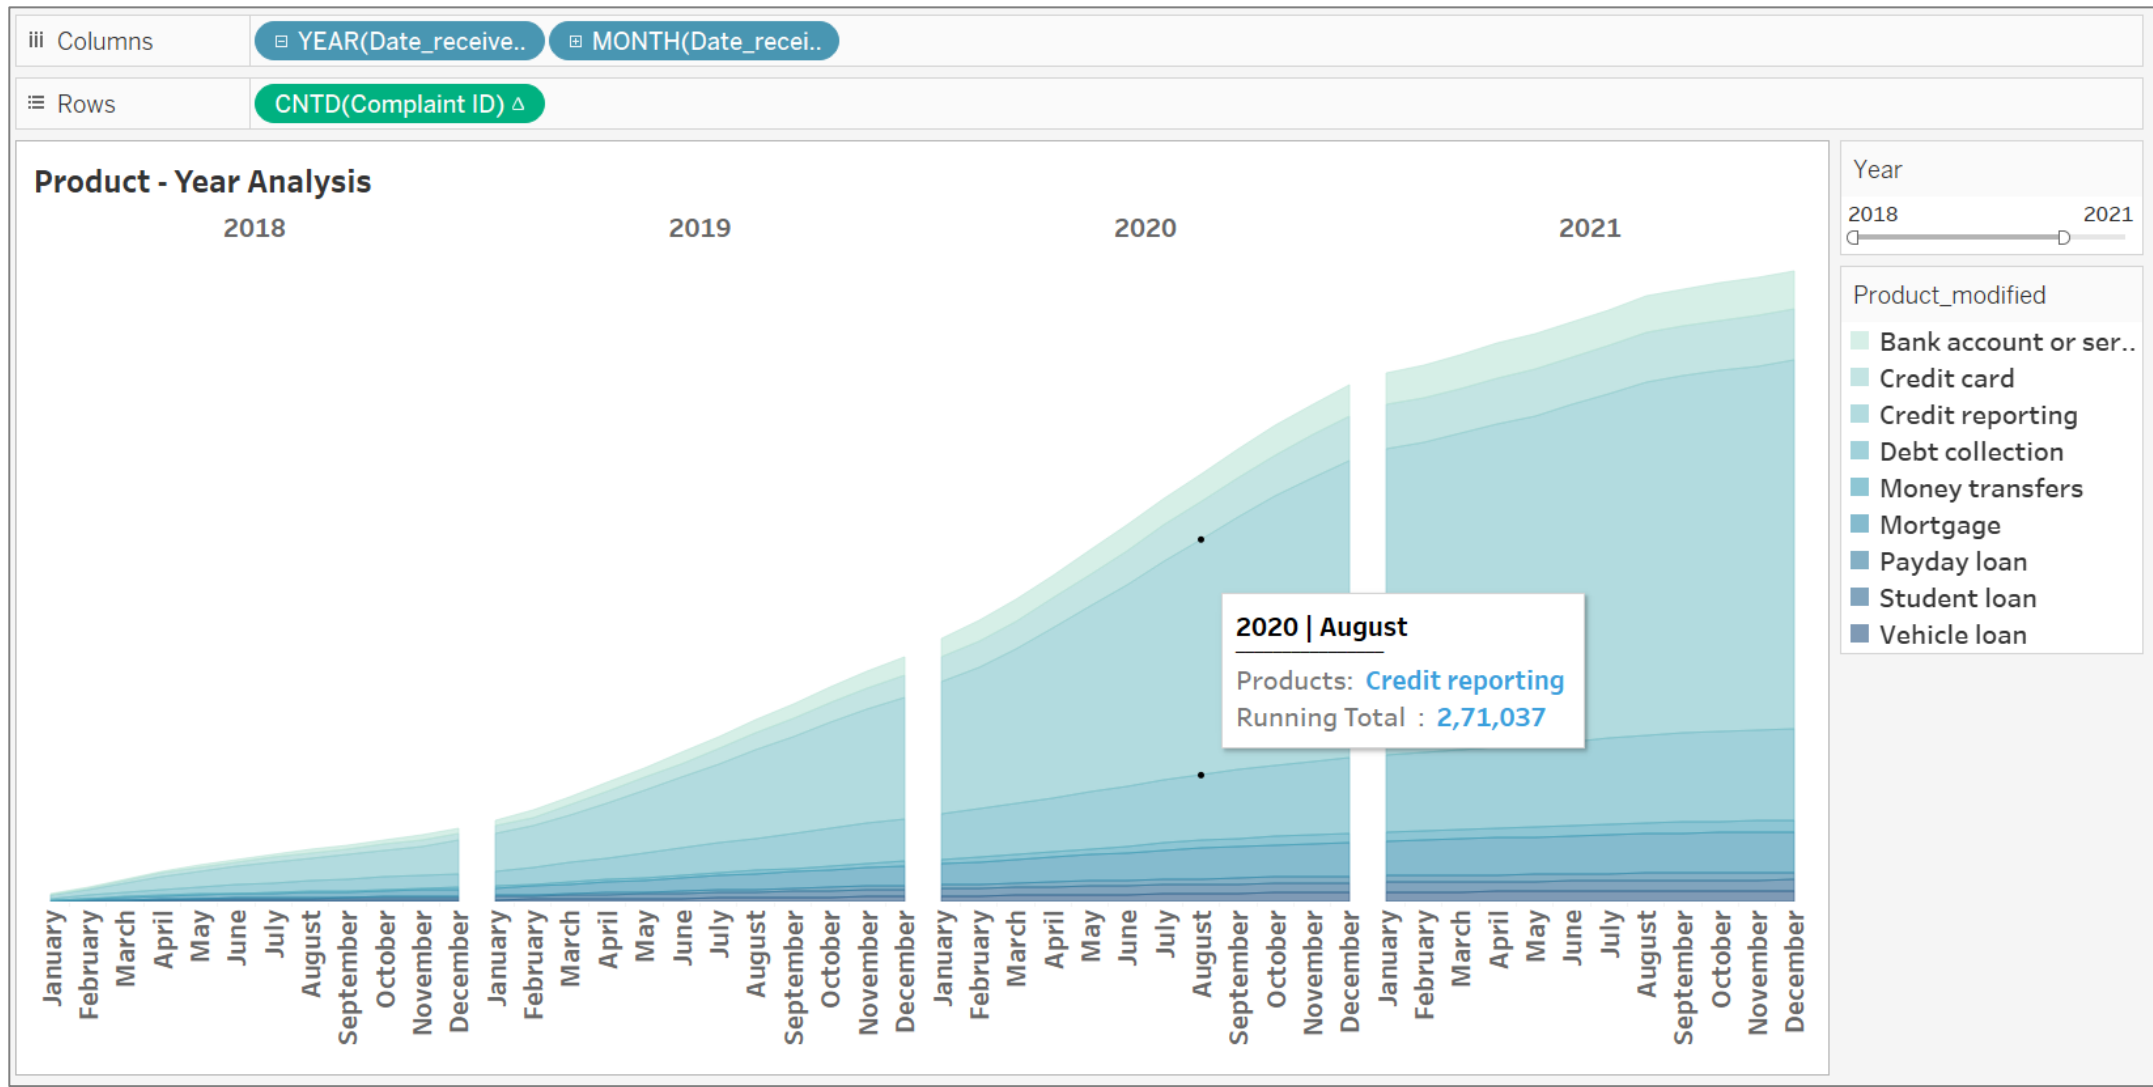 Columns
YEAR(Date_receive..
MONTH(Date_recei..
Rows
CNTD(Complaint ID) Δ
Product - Year Analysis
2018
2019
2020
2021
2020 | August
Products: Credit reporting
Running Total : 2,71,037
January
February
March
April
May
June
July
August
September
October
November
December
January
February
March
April
May
June
July
August
September
October
November
December
January
February
March
April
May
June
July
August
September
October
November
December
January
February
March
April
May
June
July
August
September
October
November
December
Year
2018 2021
Product_modified
Bank account or ser..
Credit card
Credit reporting
Debt collection
Money transfers
Mortgage
Payday loan
Student loan
Vehicle loan